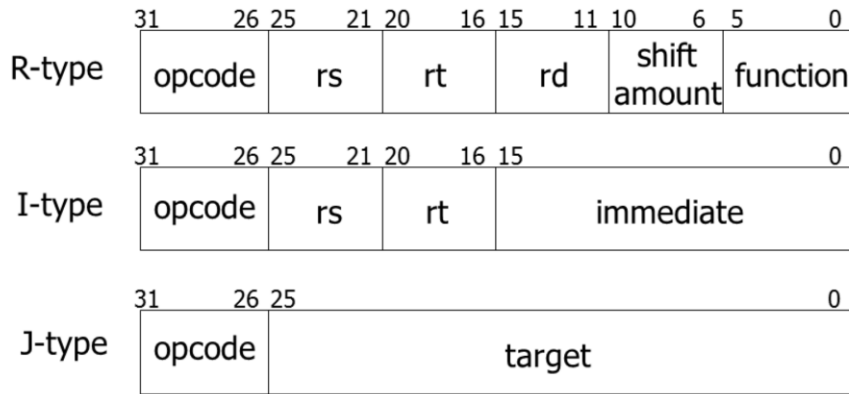 31 26 25 21 20 16 15 11 10 6 5 0
R-type opcode rs rt rd shift amount function
31 26 25 21 20 16 15 0
I-type opcode rs rt immediate
31 26 25 0
J-type opcode target